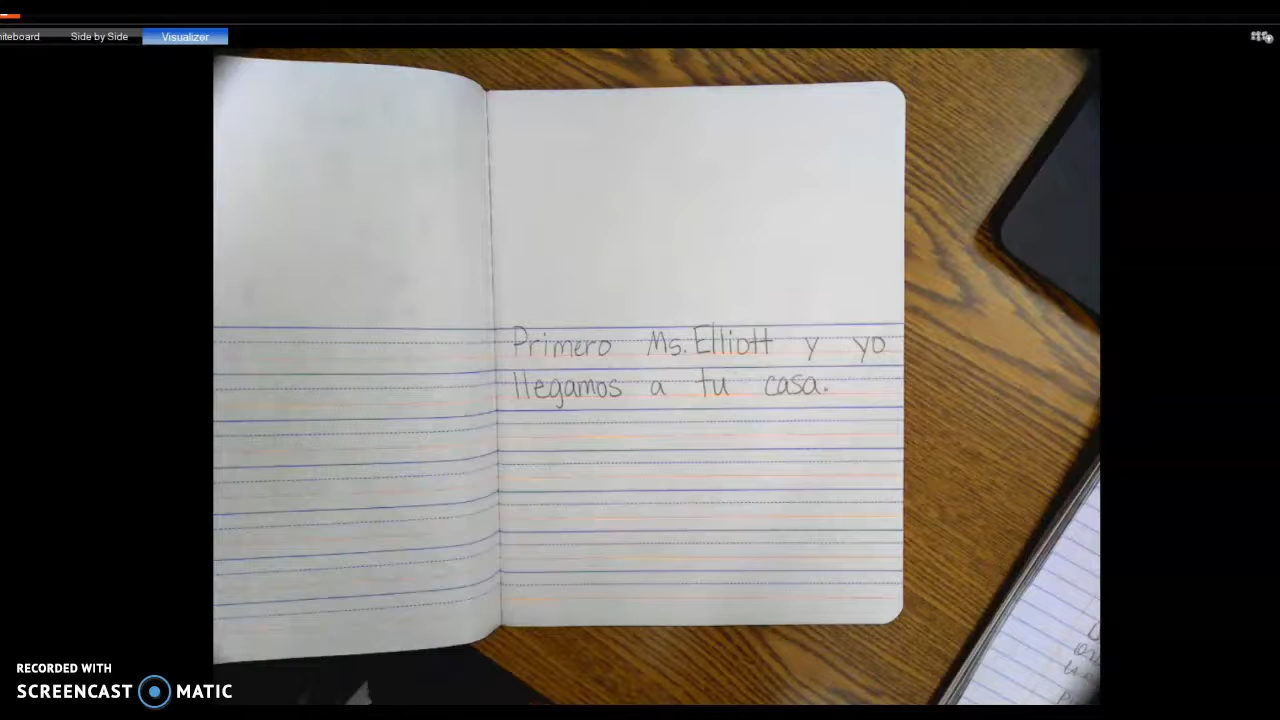 iteboard Side by Side Visualizer
Primero Ms. Elliott y yo
llegamos a tu casa.
RECORDED WITH
SCREENCAST MATIC